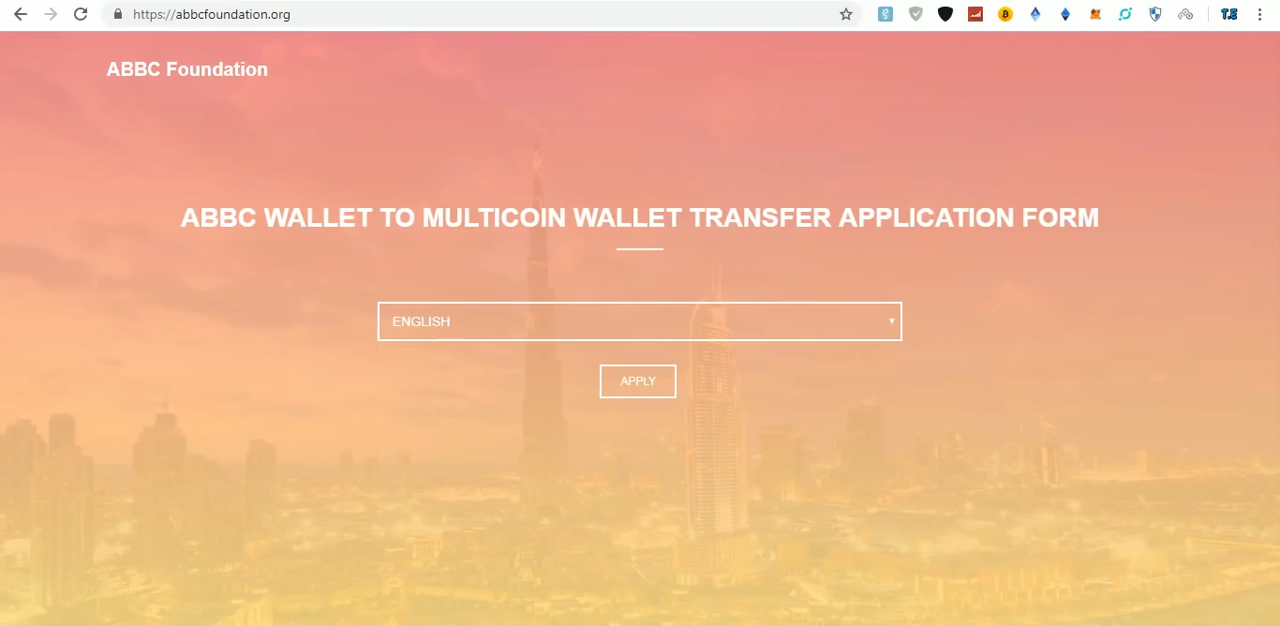 https://abbcfoundation.org
T.E
ABBC Foundation
ABBC WALLET TO MULTICOIN WALLET TRANSFER APPLICATION FORM
ENGLISH
APPLY